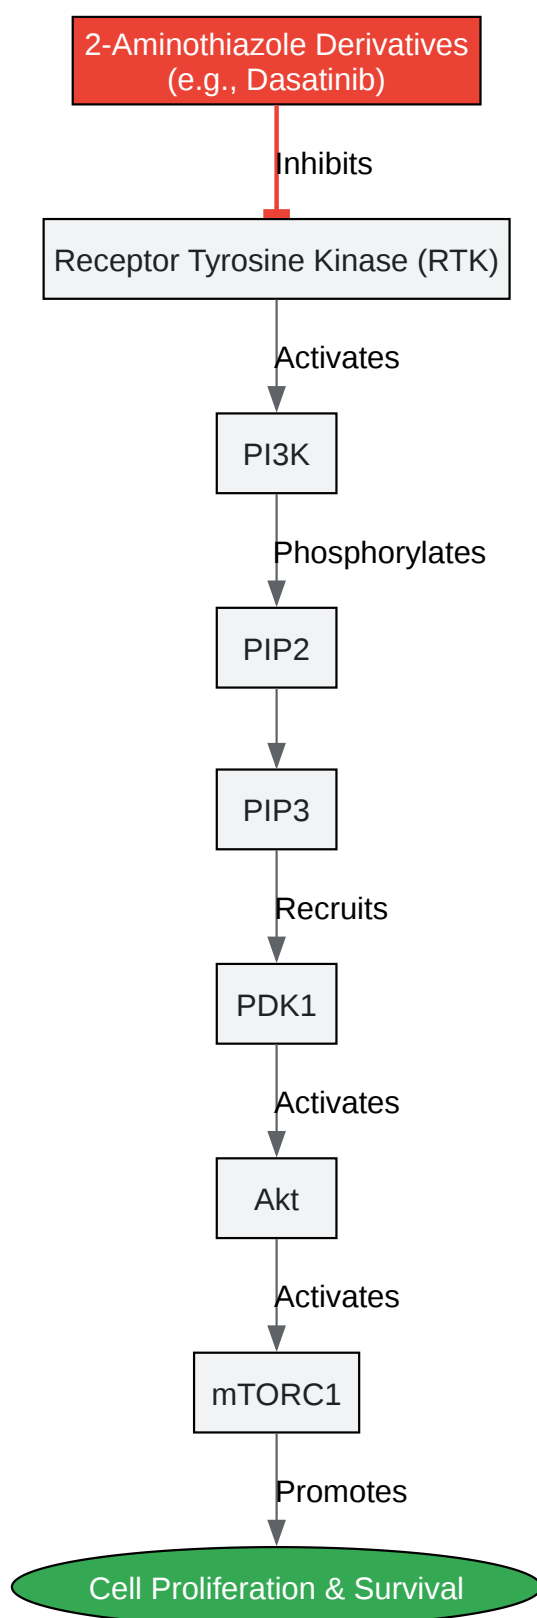 2-Aminothiazole Derivatives
(e.g., Dasatinib)
Inhibits
Receptor Tyrosine Kinase (RTK)
Activates
PI3K
Phosphorylates
PIP2
PIP3
Recruits
PDK1
Activates
Akt
Activates
mTORC1
Promotes
Cell Proliferation & Survival